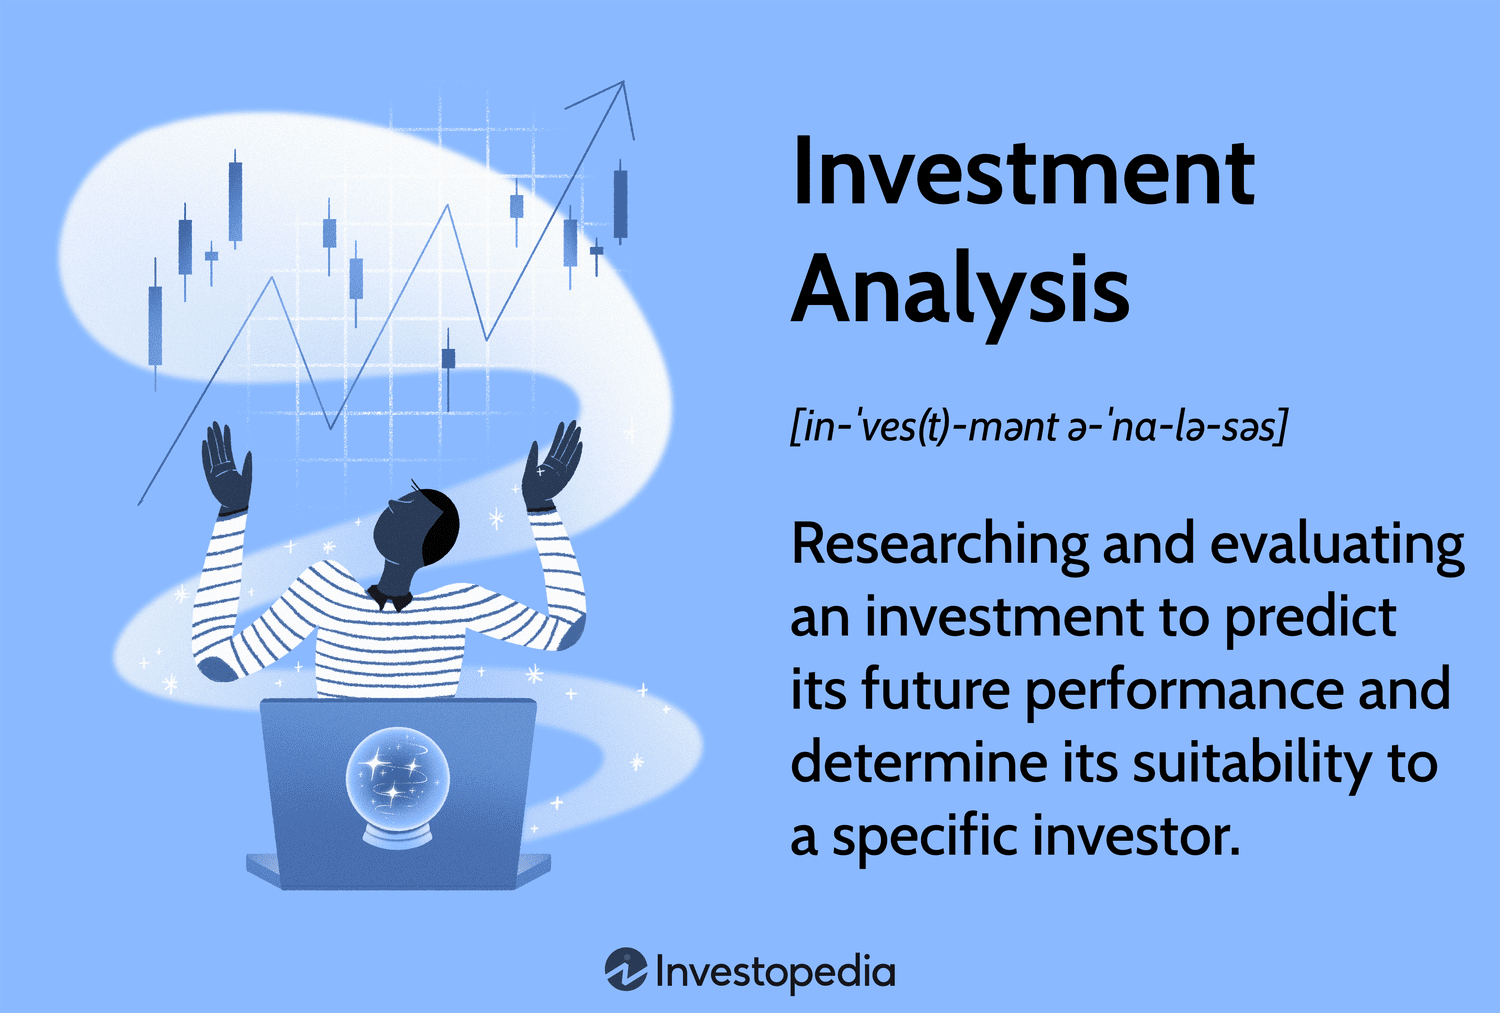 Investment
Analysis
[in-ˈves(t)-mənt ə-ˈnɑ-lə-səs]
Researching and evaluating
an investment to predict
its future performance and
determine its suitability to
a specific investor.
Investopedia